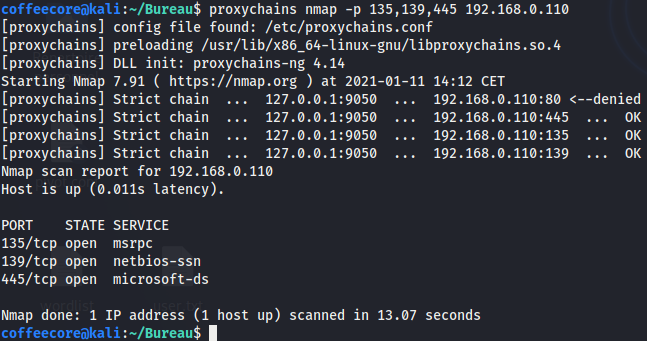 coffeecore@kali:~/Bureau$ proxychains nmap -p 135,139,445 192.168.0.110
[proxychains] config file found: /etc/proxychains.conf
[proxychains] preloading /usr/lib/x86_64-linux-gnu/libproxychains.so.4
[proxychains] DLL init: proxychains-ng 4.14
Starting Nmap 7.91 ( https://nmap.org ) at 2021-01-11 14:12 CET
[proxychains] Strict chain  ...  127.0.0.1:9050  ...  192.168.0.110:80 <--denied
[proxychains] Strict chain  ...  127.0.0.1:9050  ...  192.168.0.110:445  ...  OK
[proxychains] Strict chain  ...  127.0.0.1:9050  ...  192.168.0.110:135  ...  OK
[proxychains] Strict chain  ...  127.0.0.1:9050  ...  192.168.0.110:139  ...  OK
Nmap scan report for 192.168.0.110
Host is up (0.011s latency).
PORT    STATE SERVICE
135/tcp open  msrpc
139/tcp open  netbios-ssn
445/tcp open  microsoft-ds
wordlist user.txt
Nmap done: 1 IP address (1 host up) scanned in 13.07 seconds
coffeecore@kali:~/Bureau$